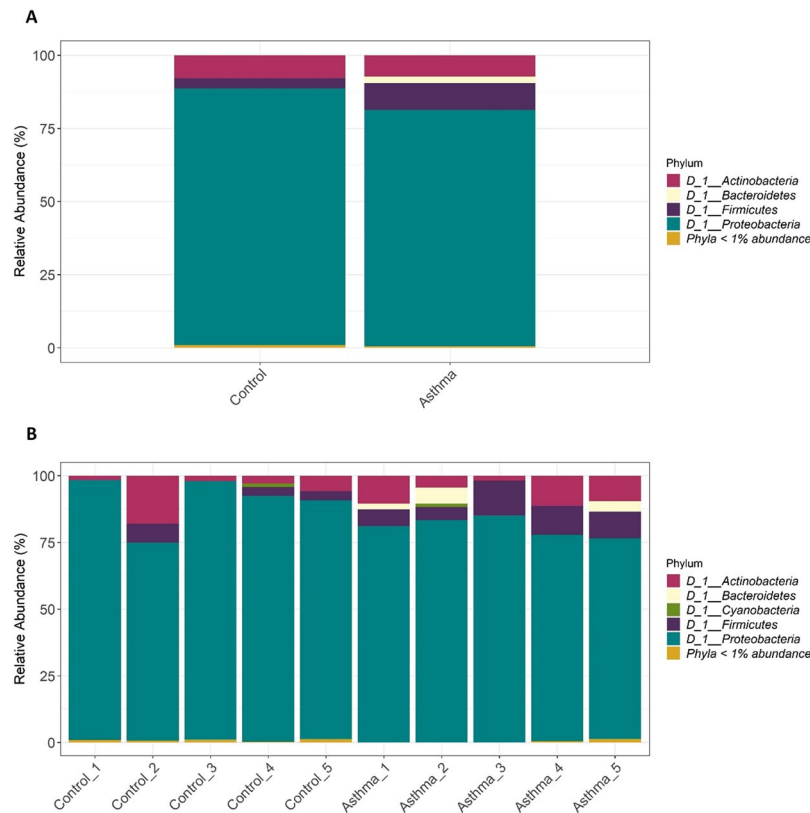 A
Relative Abundance (%)
100
75
50
25
0
Control
Asthma
Phylum
D_1__Actinobacteria
D_1__Bacteroidetes
D_1__Firmicutes
D_1__Proteobacteria
Phyla < 1% abundance
B
Relative Abundance (%)
100
75
50
25
0
Control_1
Control_2
Control_3
Control_4
Control_5
Asthma_1
Asthma_2
Asthma_3
Asthma_4
Asthma_5
Phylum
D_1__Actinobacteria
D_1__Bacteroidetes
D_1__Cyanobacteria
D_1__Firmicutes
D_1__Proteobacteria
Phyla < 1% abundance